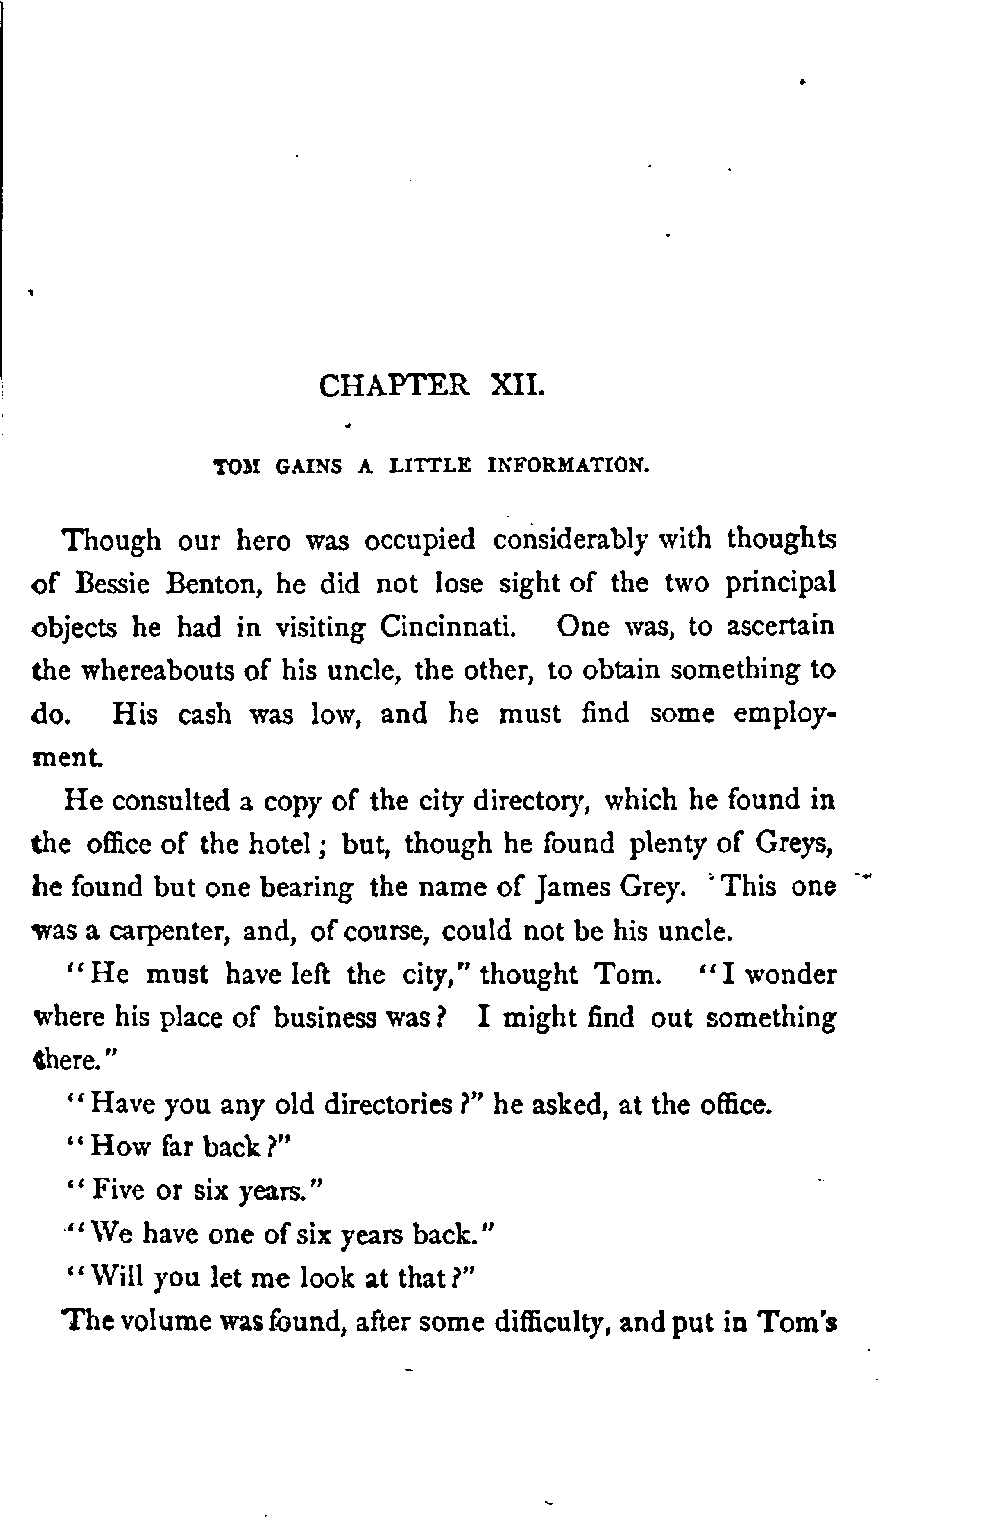 CHAPTER XII.
TOM GAINS A LITTLE INFORMATION.
Though our hero was occupied considerably with thoughts
of Bessie Benton, he did not lose sight of the two principal
objects he had in visiting Cincinnati. One was, to ascertain
the whereabouts of his uncle, the other, to obtain something to
do. His cash was low, and he must find some employ-
ment.
He consulted a copy of the city directory, which he found in
the office of the hotel; but, though he found plenty of Greys,
he found but one bearing the name of James Grey. This one
was a carpenter, and, of course, could not be his uncle.
"He must have left the city," thought Tom. "I wonder
where his place of business was? I might find out something
there."
"Have you any old directories?" he asked, at the office.
"How far back?"
"Five or six years."
"We have one of six years back."
"Will you let me look at that?"
The volume was found, after some difficulty, and put in Tom's